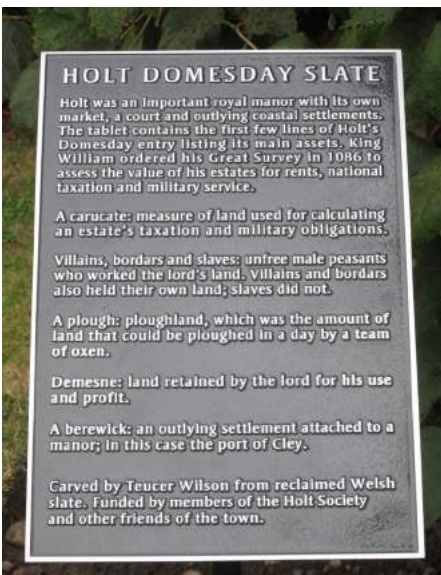 HOLT DOMESDAY SLATE
Holt was an important royal manor with its own
market, a court and outlying coastal settlements.
The tablet contains the first few lines of Holt's
Domesday entry listing its main assets. King
William ordered his Great Survey in 1086 to
assess the value of his estates for rents, national
taxation and military service.
A carucate: measure of land used for calculating
an estate's taxation and military obligations.
Villains, bordars and slaves: unfree male peasants
who worked the lord's land. Villains and bordars
also held their own land; slaves did not.
A plough: ploughland, which was the amount of
land that could be ploughed in a day by a team
of oxen.
Demesne: land retained by the lord for his use
and profit.
A berewick: an outlying settlement attached to a
manor; in this case the port of Cley.
Carved by Teucer Wilson from reclaimed Welsh
slate. Funded by members of the Holt Society
and other friends of the town.